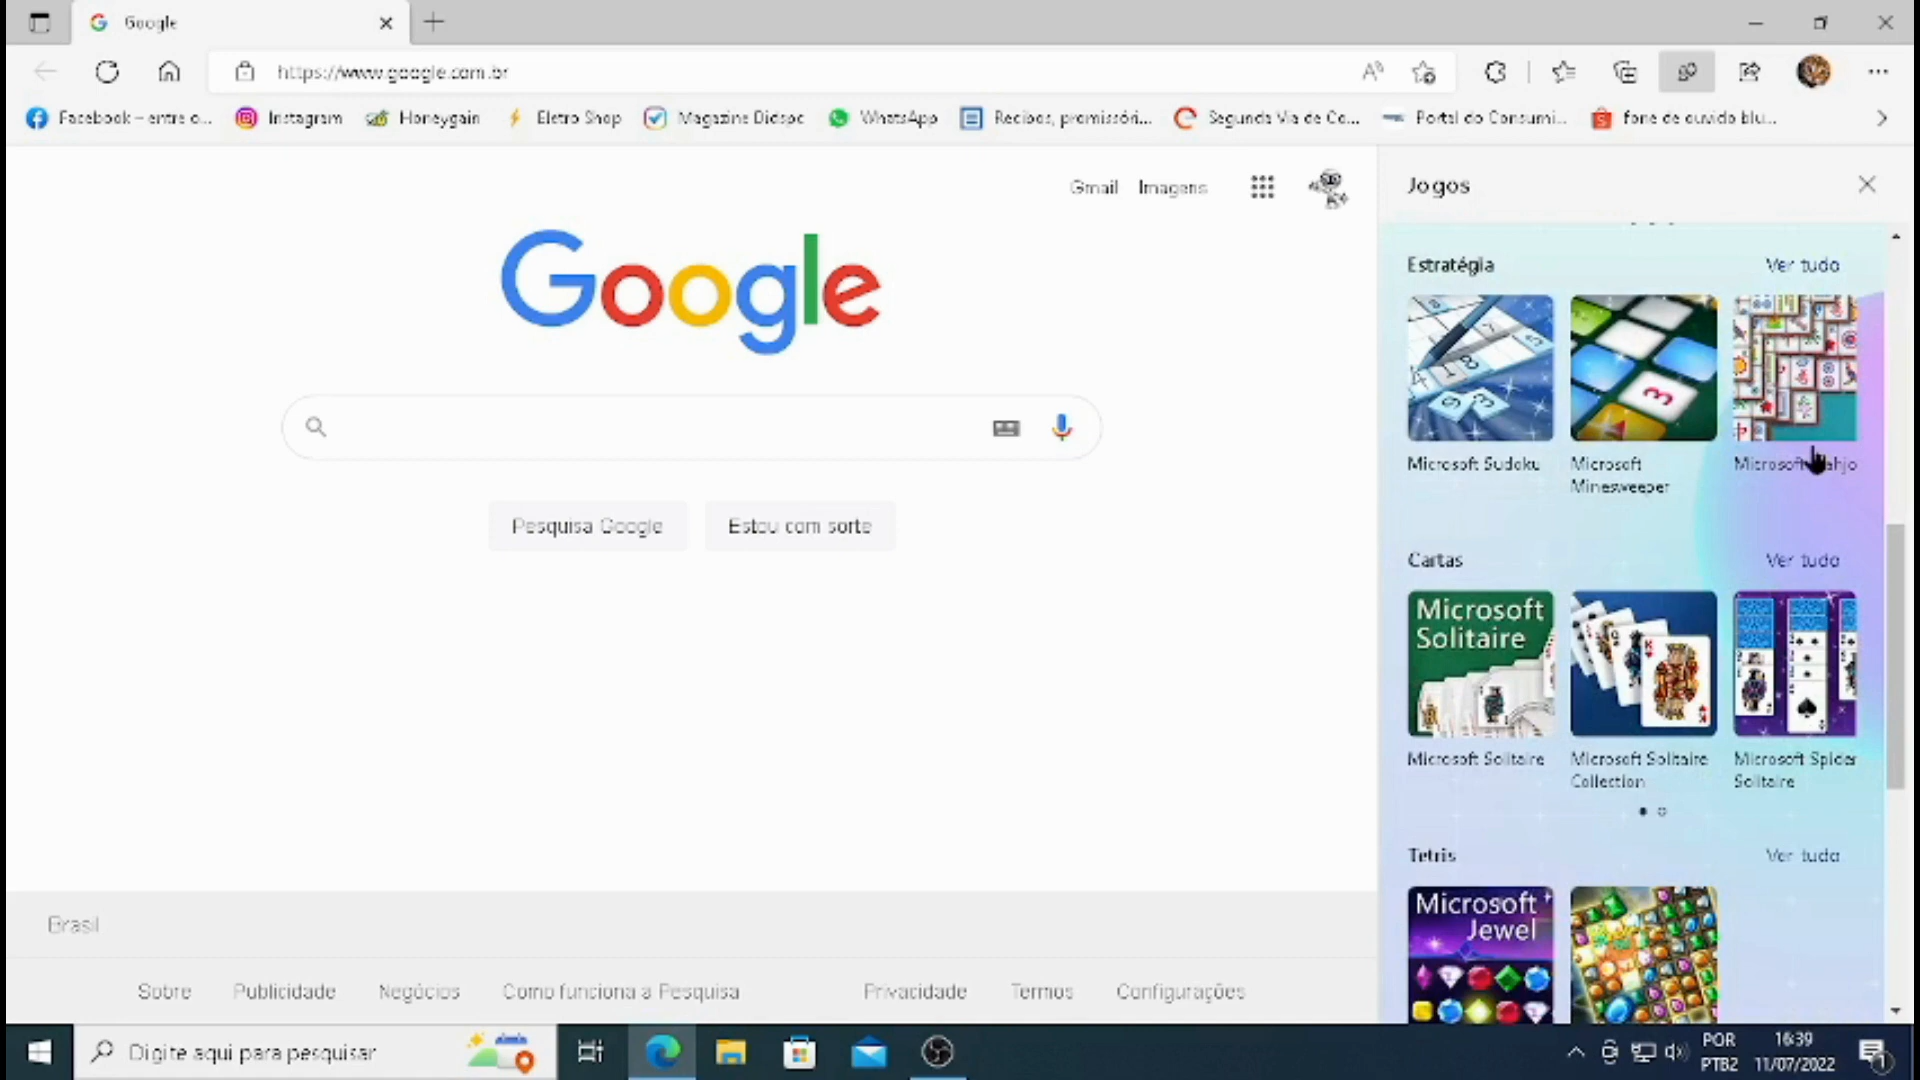 Google
https://www.google.com.br
Facebook – entre o...
Instagram
Honeygain
Eletro Shop
Magazine Didspc
WhatsApp
Recibos, promissóri...
Segunda Via de Co...
Portal do Consumi...
fone de ouvido blu...
Gmail
Imagens
Jogos
Google
Pesquisa Google
Estou com sorte
Estratégia
Ver tudo
Microsoft Sudoku
Microsoft
Minesweeper
Cartas
Ver tudo
Microsoft
Solitaire
Microsoft Solitaire
Microsoft Solitaire
Collection
Microsoft Spider
Solitaire
Tetris
Ver tudo
Microsoft
Jewel
Brasil
Sobre
Publicidade
Negócios
Como funciona a Pesquisa
Privacidade
Termos
Configurações
Digite aqui para pesquisar
POR
PTB2
16:39
11/07/2022
1